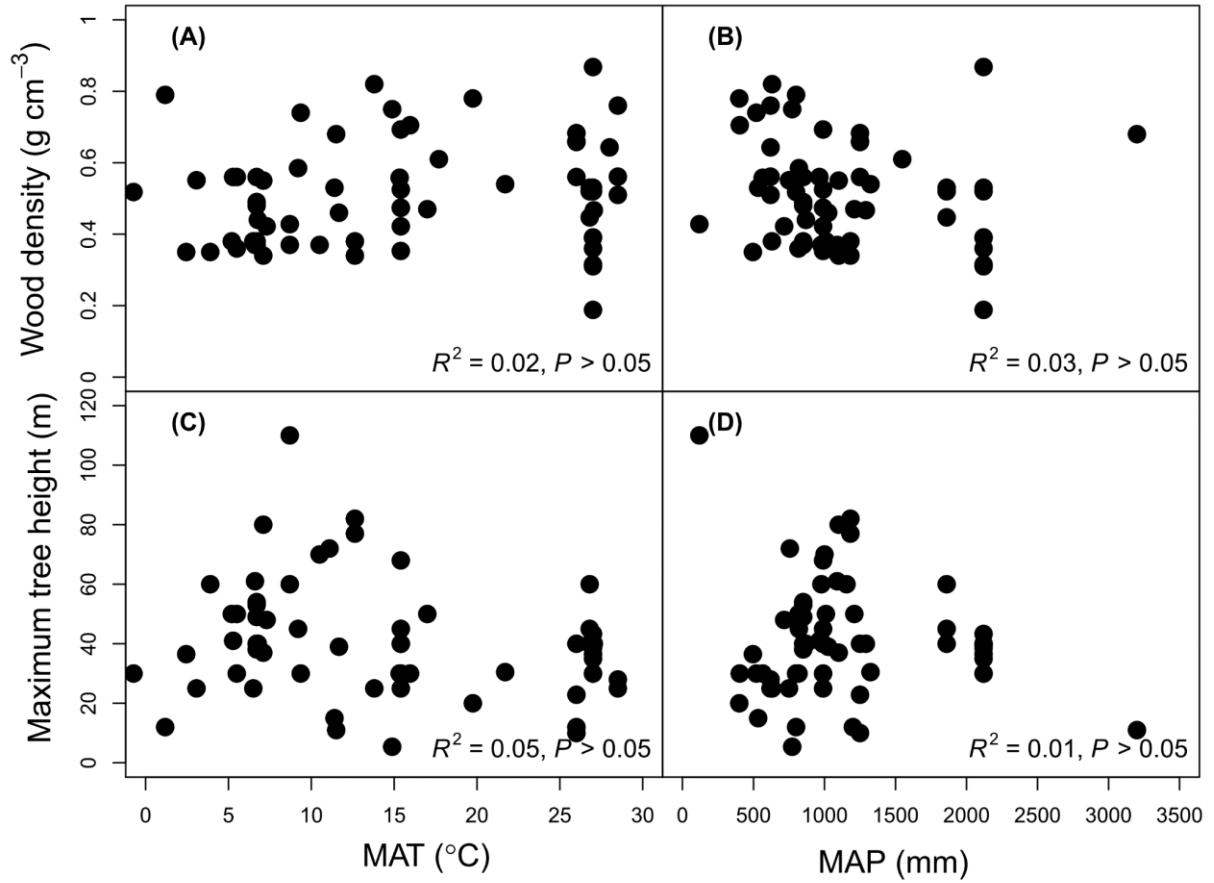 (A)
(B)
Wood density (g cm⁻³)
0 0.2 0.4 0.6 0.8 1
R² = 0.02, P > 0.05
R² = 0.03, P > 0.05
(C)
(D)
Maximum tree height (m)
0 20 40 60 80 100 120
R² = 0.05, P > 0.05
R² = 0.01, P > 0.05
0 5 10 15 20 25 30
0 500 1000 1500 2000 2500 3000 3500
MAT (°C)
MAP (mm)